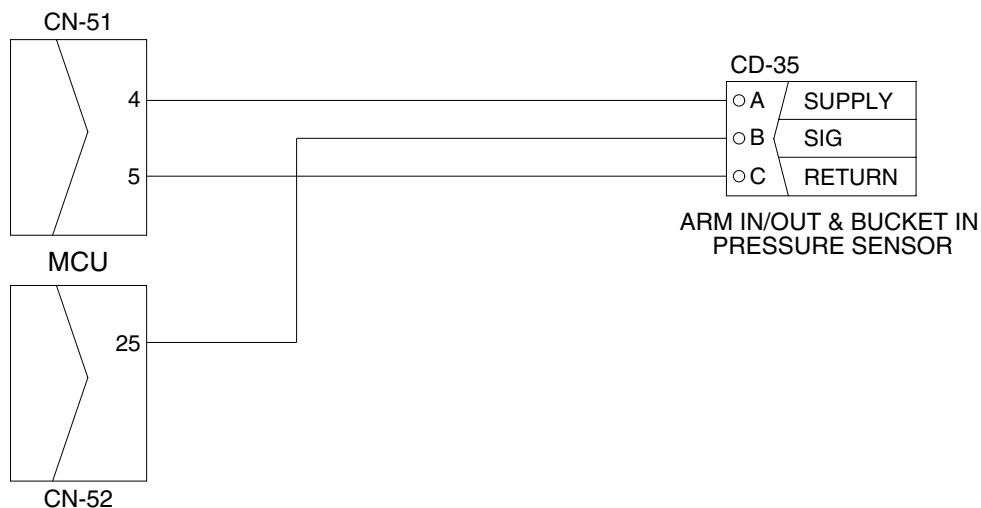 CN-51
CD-35
4
A SUPPLY
B SIG
5
C RETURN
ARM IN/OUT & BUCKET IN
PRESSURE SENSOR
MCU
25
CN-52